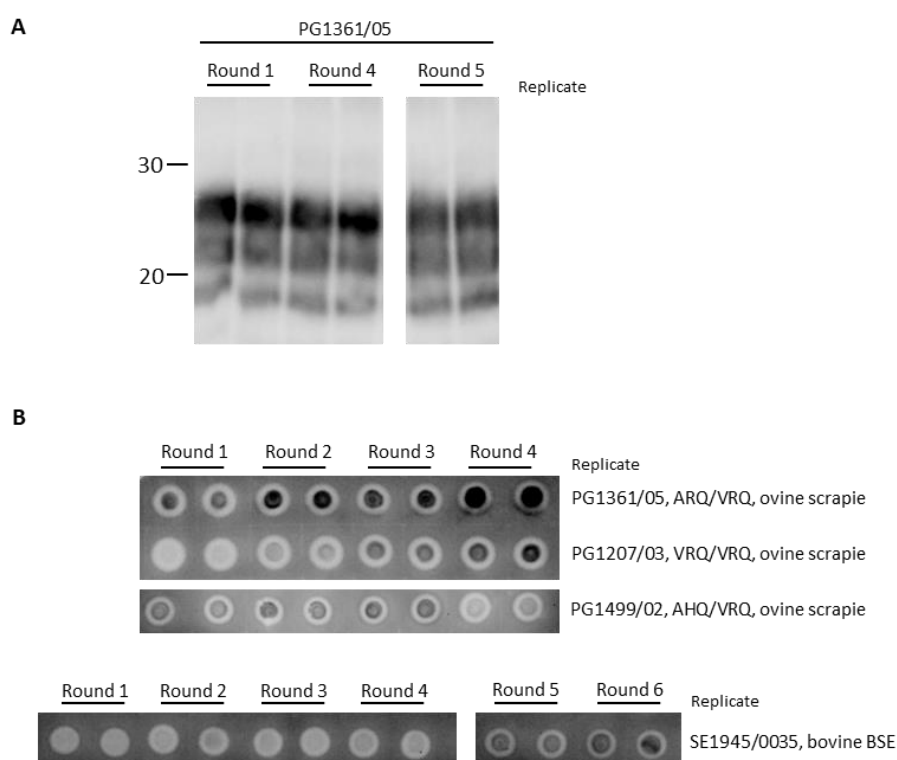 A
PG1361/05
Round 1 Round 4 Round 5
Replicate
30
20
B
Round 1 Round 2 Round 3 Round 4
Replicate
PG1361/05, ARQ/VRQ, ovine scrapie
PG1207/03, VRQ/VRQ, ovine scrapie
PG1499/02, AHQ/VRQ, ovine scrapie
Round 1 Round 2 Round 3 Round 4 Round 5 Round 6
Replicate
SE1945/0035, bovine BSE